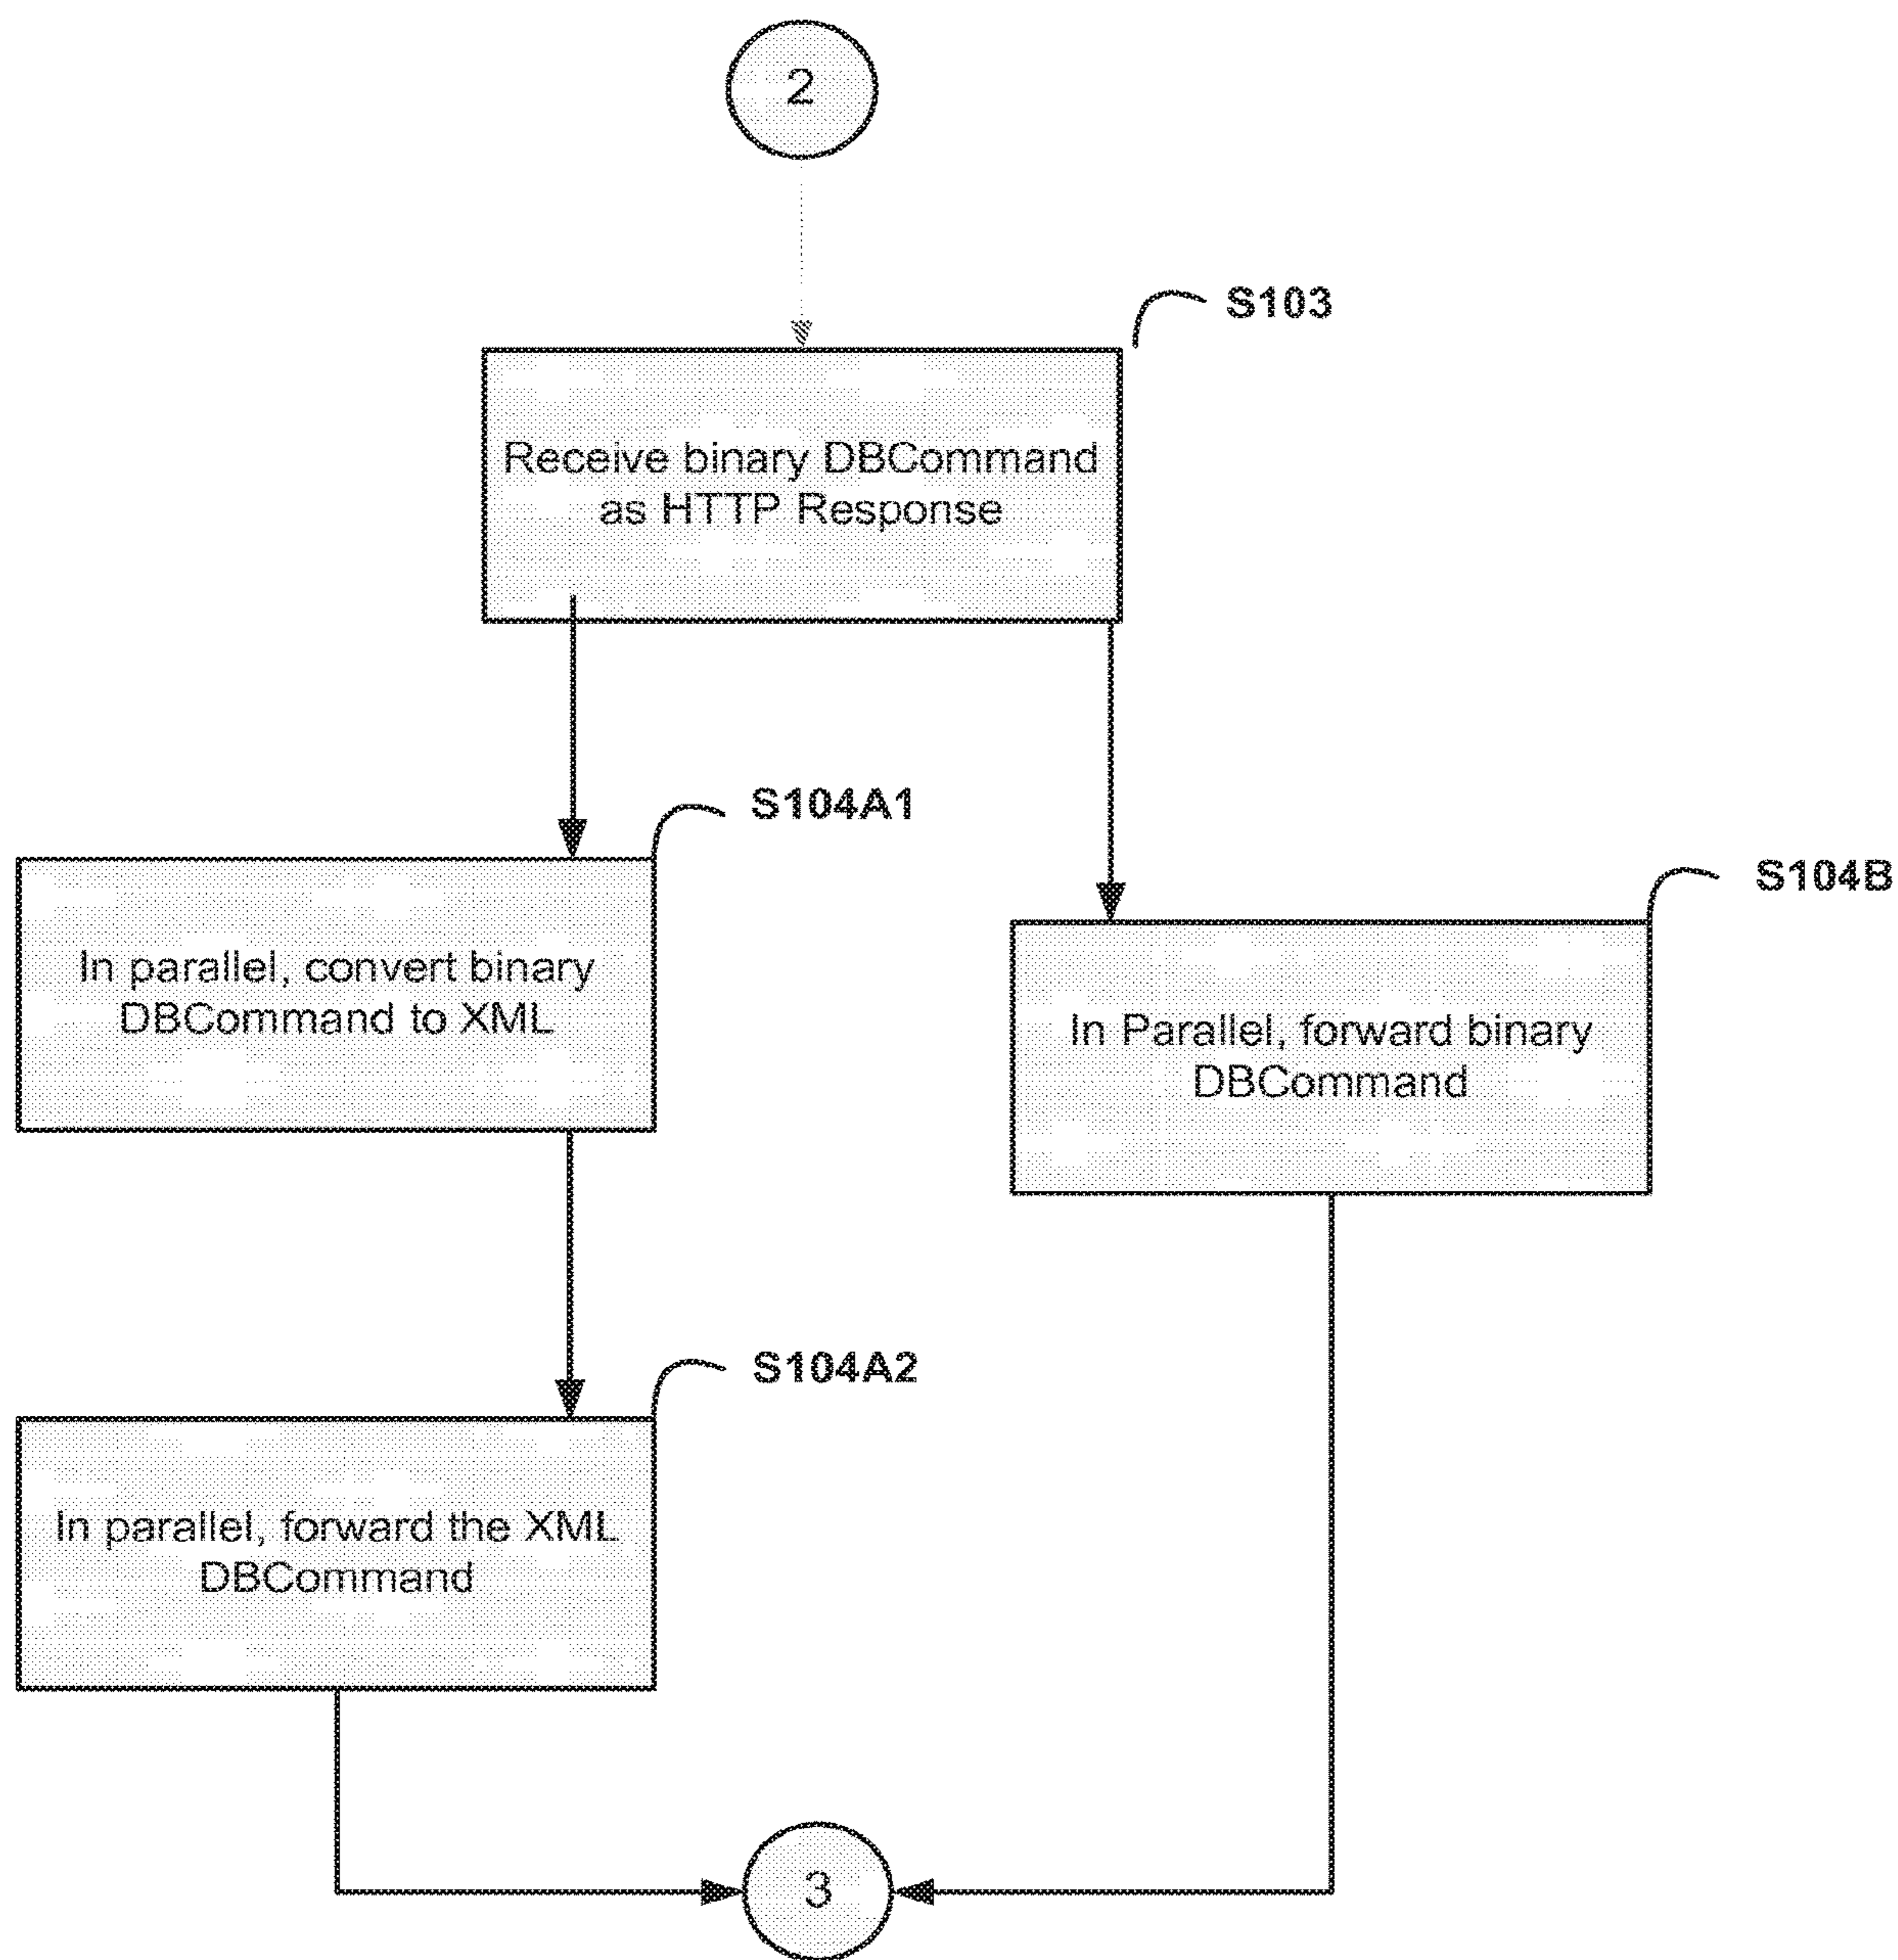 2
S103
Receive binary DBCommand
as HTTP Response
S104A1
In parallel, convert binary
DBCommand to XML
S104B
In Parallel, forward binary
DBCommand
S104A2
In parallel, forward the XML
DBCommand
3